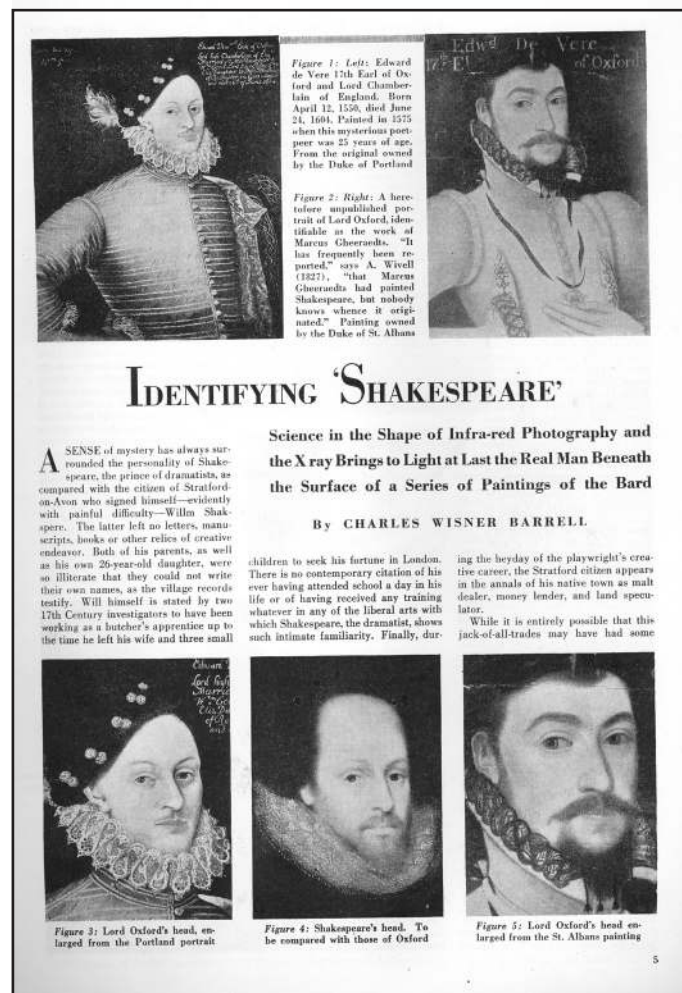 Edwd De Vere
17th El. of Oxford
Figure 1: Left: Edward
de Vere 17th Earl of Ox-
ford and Lord Chamber-
lain of England. Born
April 12, 1550, died June
24, 1604. Painted in 1575
when this mysterious poet-
peer was 25 years of age.
From the original owned
by the Duke of Portland
Figure 2: Right: A here-
tofore unpublished por-
trait of Lord Oxford, iden-
tifiable as the work of
Marcus Gheeraedts. "It
has frequently been re-
ported," says A. Wivell
(1827), "that Marcus
Gheeraedts had painted
Shakespeare, but nobody
knows whence it origi-
nated." Painting owned
by the Duke of St. Albans
IDENTIFYING 'SHAKESPEARE'
Science in the Shape of Infra-red Photography and
the X ray Brings to Light at Last the Real Man Beneath
the Surface of a Series of Paintings of the Bard
By CHARLES WISNER BARRELL
A SENSE of mystery has always sur-
rounded the personality of Shake-
speare, the prince of dramatists, as
compared with the citizen of Stratford-
on-Avon who signed himself—evidently
with painful difficulty—Willm Shak-
spere. The latter left no letters, manu-
scripts, books or other relics of creative
endeavor. Both of his parents, as well
as his own 26-year-old daughter, were
so illiterate that they could not write
their own names, as the village records
testify. Will himself is stated by two
17th Century investigators to have been
working as a butcher's apprentice up to
the time he left his wife and three small
children to seek his fortune in London.
There is no contemporary citation of his
ever having attended school a day in his
life or of having received any training
whatever in any of the liberal arts with
which Shakespeare, the dramatist, shows
such intimate familiarity. Finally, dur-
ing the heyday of the playwright's crea-
tive career, the Stratford citizen appears
in the annals of his native town as malt
dealer, money lender, and land specu-
lator.
While it is entirely possible that this
jack-of-all-trades may have had some
Figure 3: Lord Oxford's head, en-
larged from the Portland portrait
Figure 4: Shakespeare's head. To
be compared with those of Oxford
Figure 5: Lord Oxford's head en-
larged from the St. Albans painting
5